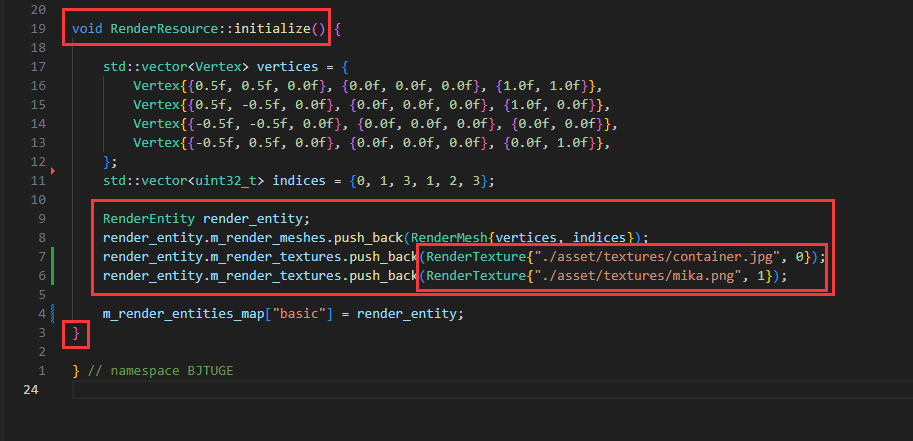 20
19 void RenderResource::initialize() {
18
17 std::vector<Vertex> vertices = {
16 Vertex{{0.5f, 0.5f, 0.0f}, {0.0f, 0.0f, 0.0f}, {1.0f, 1.0f}},
15 Vertex{{0.5f, -0.5f, 0.0f}, {0.0f, 0.0f, 0.0f}, {1.0f, 0.0f}},
14 Vertex{{-0.5f, -0.5f, 0.0f}, {0.0f, 0.0f, 0.0f}, {0.0f, 0.0f}},
13 Vertex{{-0.5f, 0.5f, 0.0f}, {0.0f, 0.0f, 0.0f}, {0.0f, 1.0f}},
12 };
11 std::vector<uint32_t> indices = {0, 1, 3, 1, 2, 3};
10
9 RenderEntity render_entity;
8 render_entity.m_render_meshes.push_back(RenderMesh{vertices, indices});
7 render_entity.m_render_textures.push_back(RenderTexture{"./asset/textures/container.jpg", 0});
6 render_entity.m_render_textures.push_back(RenderTexture{"./asset/textures/mika.png", 1});
5
4 m_render_entities_map["basic"] = render_entity;
3 }
2
1 } // namespace BJTUGE
24